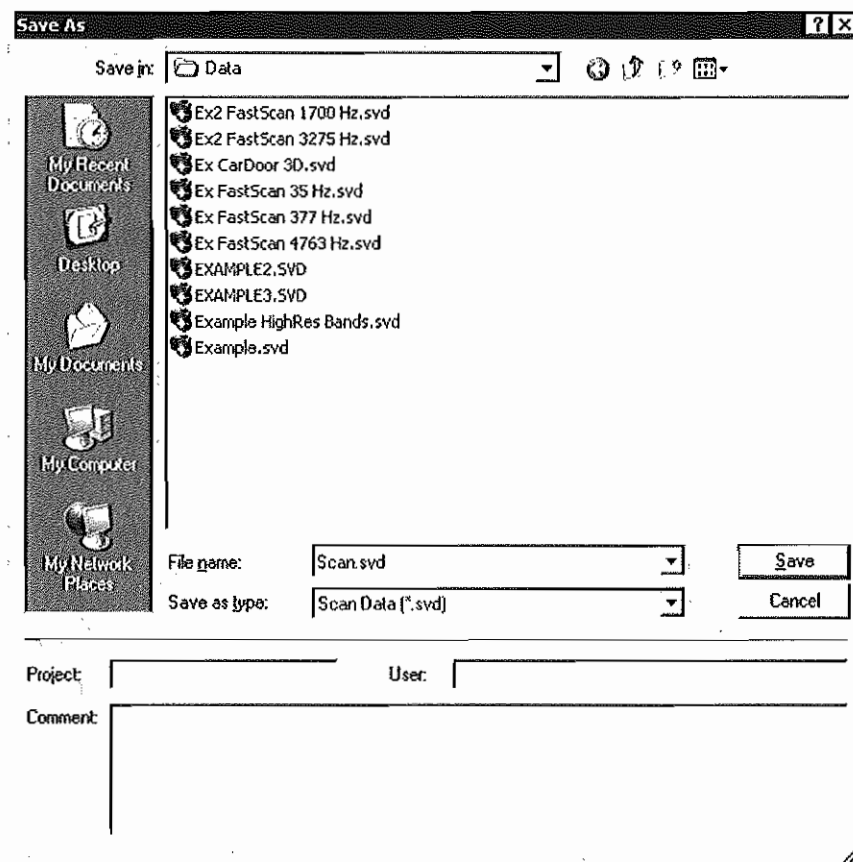 Save As
Save in: Data
Ex2 FastScan 1700 Hz.svd
Ex2 FastScan 3275 Hz.svd
Ex CarDoor 3D.svd
Ex FastScan 35 Hz.svd
Ex FastScan 377 Hz.svd
Ex FastScan 4763 Hz.svd
EXAMPLE2.SVD
EXAMPLE3.SVD
Example HighRes Bands.svd
Example.svd
My Recent
Documents
Desktop
My Documents
My Computer
My Network
Places
File name: Scan.svd Save
Save as type: Scan Data (*.svd) Cancel
Project: User:
Comment: